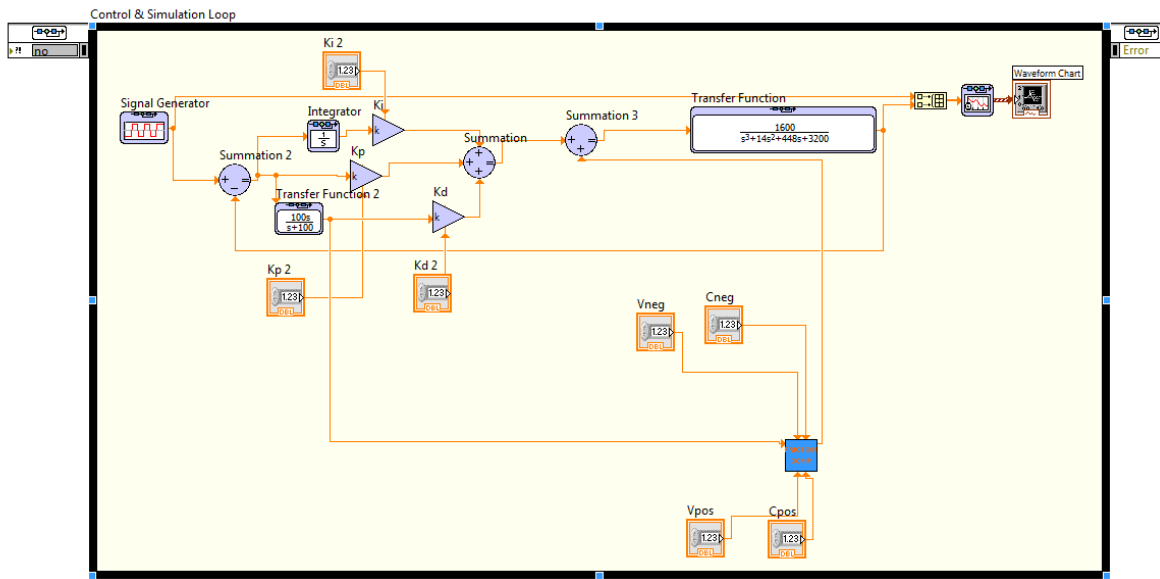 Control & Simulation Loop
?! no
Error
Ki 2
1.23
DBL
Waveform Chart
Signal Generator
Integrator
1
s
Ki
k
Transfer Function
1600
s³+14s²+448s+3200
Summation 3
Summation
Summation 2
Kp
k
Transfer Function 2
100s
s+100
Kd
k
Kp 2
1.23
DBL
Kd 2
1.23
DBL
Vneg
1.23
DBL
Cneg
1.23
DBL
Vpos
1.23
DBL
Cpos
1.23
DBL